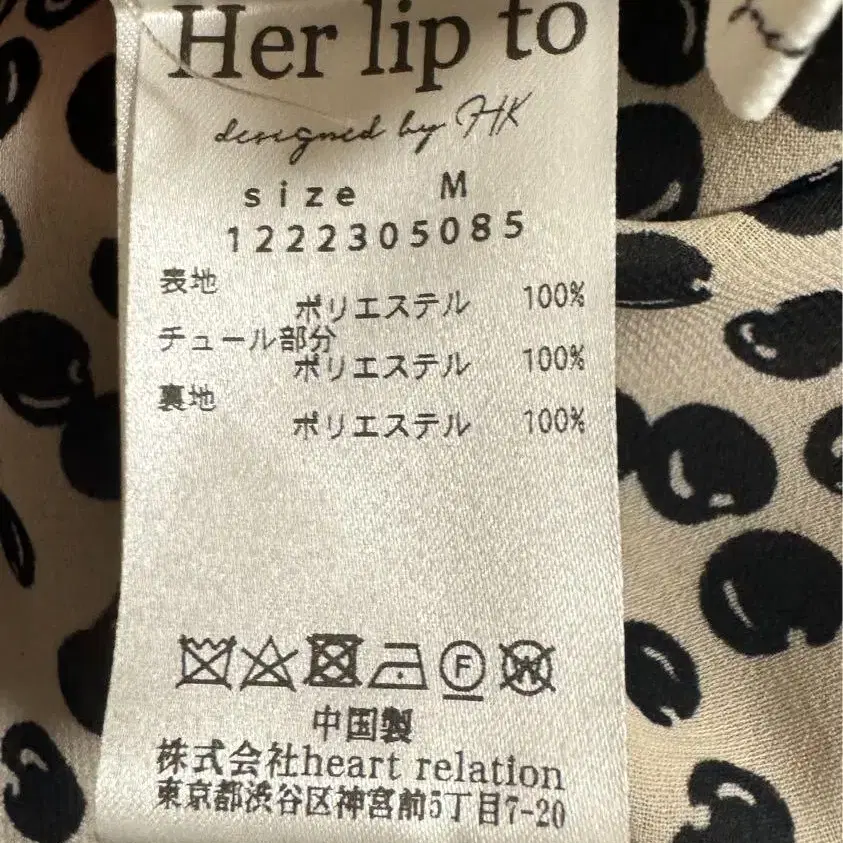 Her lip to
designed by HK
size M
1222305085
表地
ポリエステル 100%
チュール部分
ポリエステル 100%
裏地
ポリエステル 100%
F W
中国製
株式会社heart relation
東京都渋谷区神宮前5丁目7-20